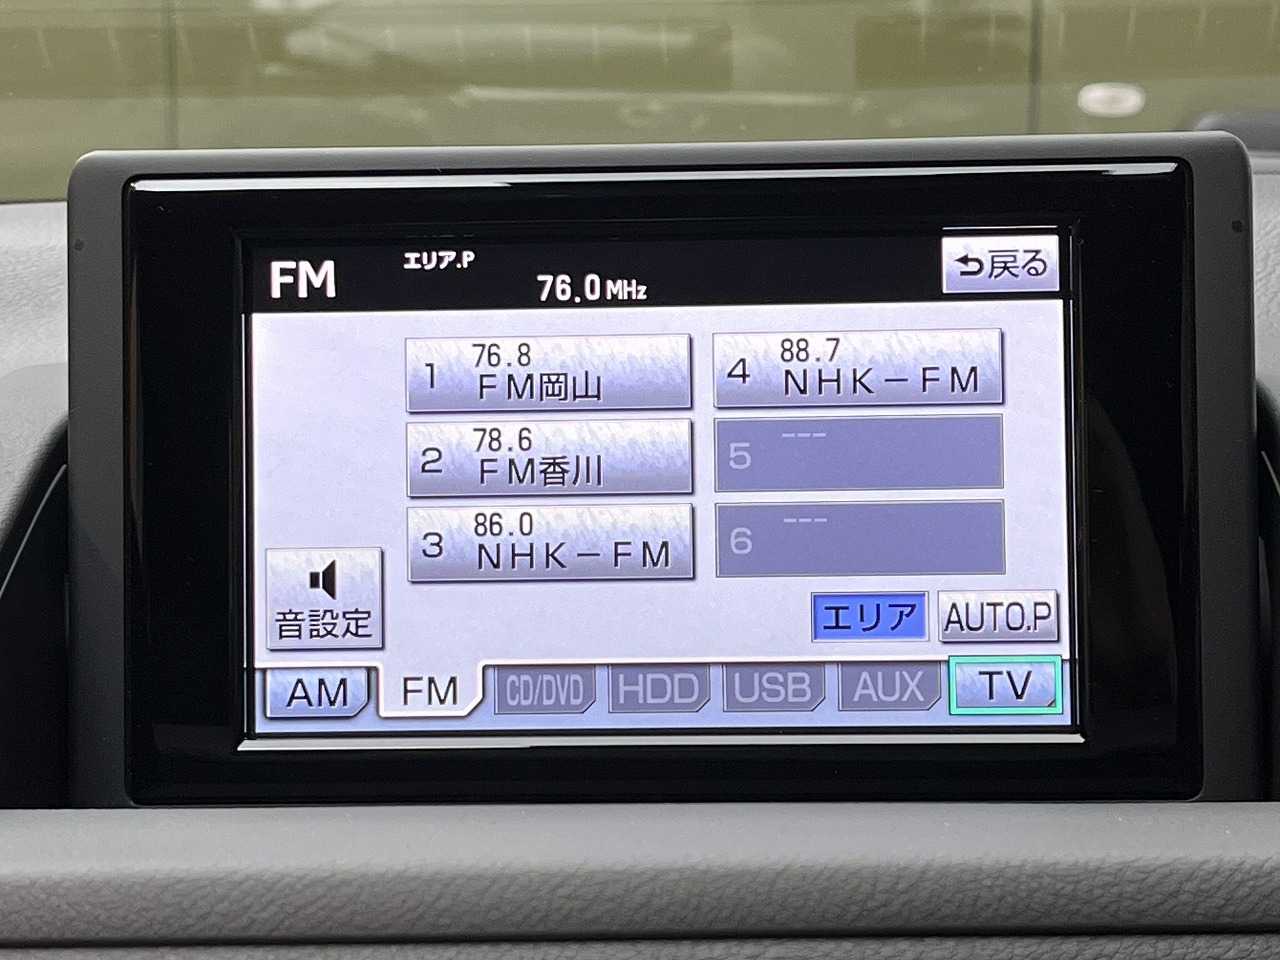 FM
エリア.P
76.0MHz
戻る
1 76.8
FM岡山
4 88.7
NHK-FM
2 78.6
FM香川
5 ---
3 86.0
NHK-FM
6 ---
音設定
エリア
AUTO.P
AM
FM
CD/DVD
HDD
USB
AUX
TV